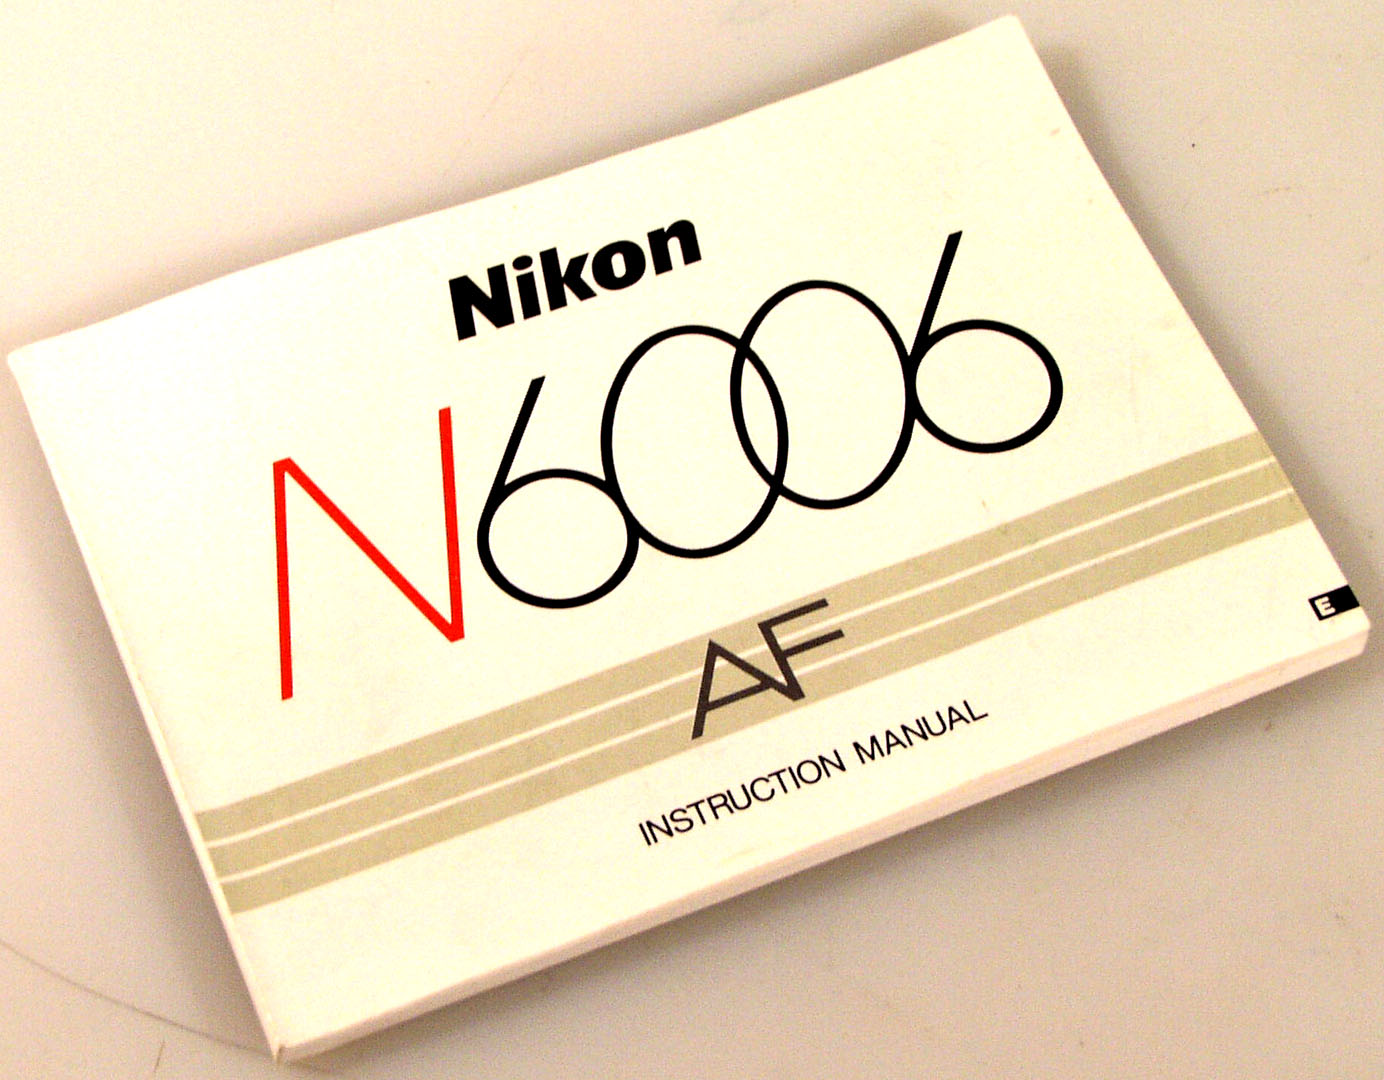 Nikon
N6006
AF
INSTRUCTION MANUAL
E